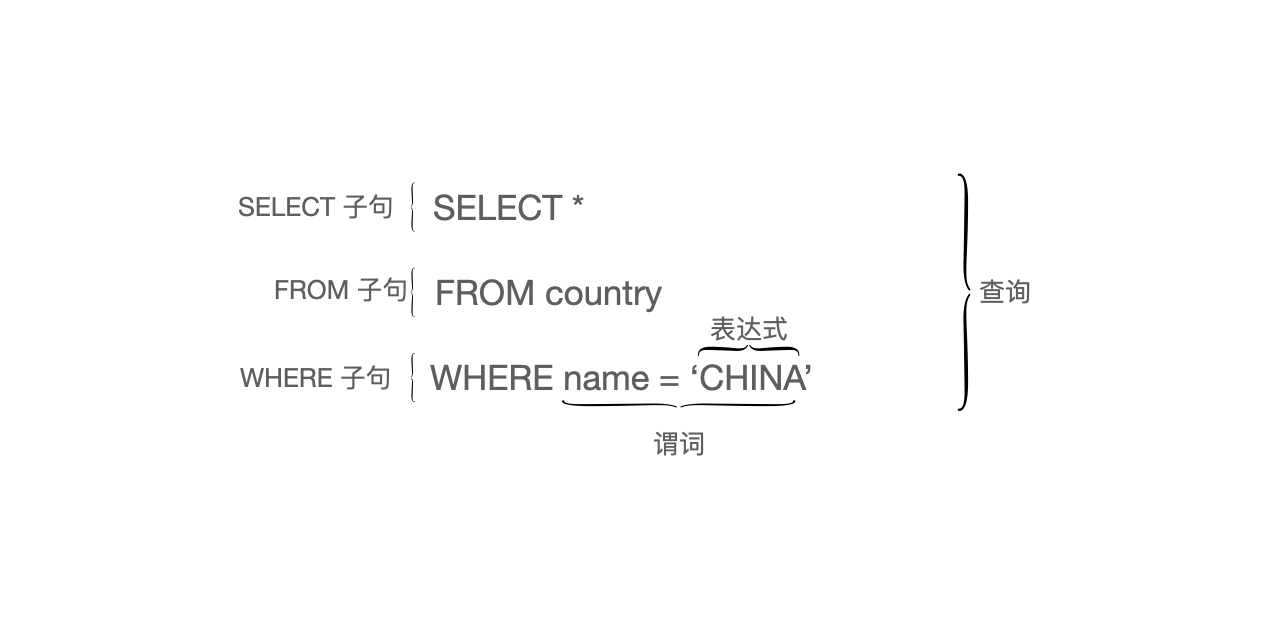 SELECT 子句 SELECT *
FROM 子句 FROM country
查询
表达式
WHERE 子句 WHERE name = ‘CHINA’
谓词